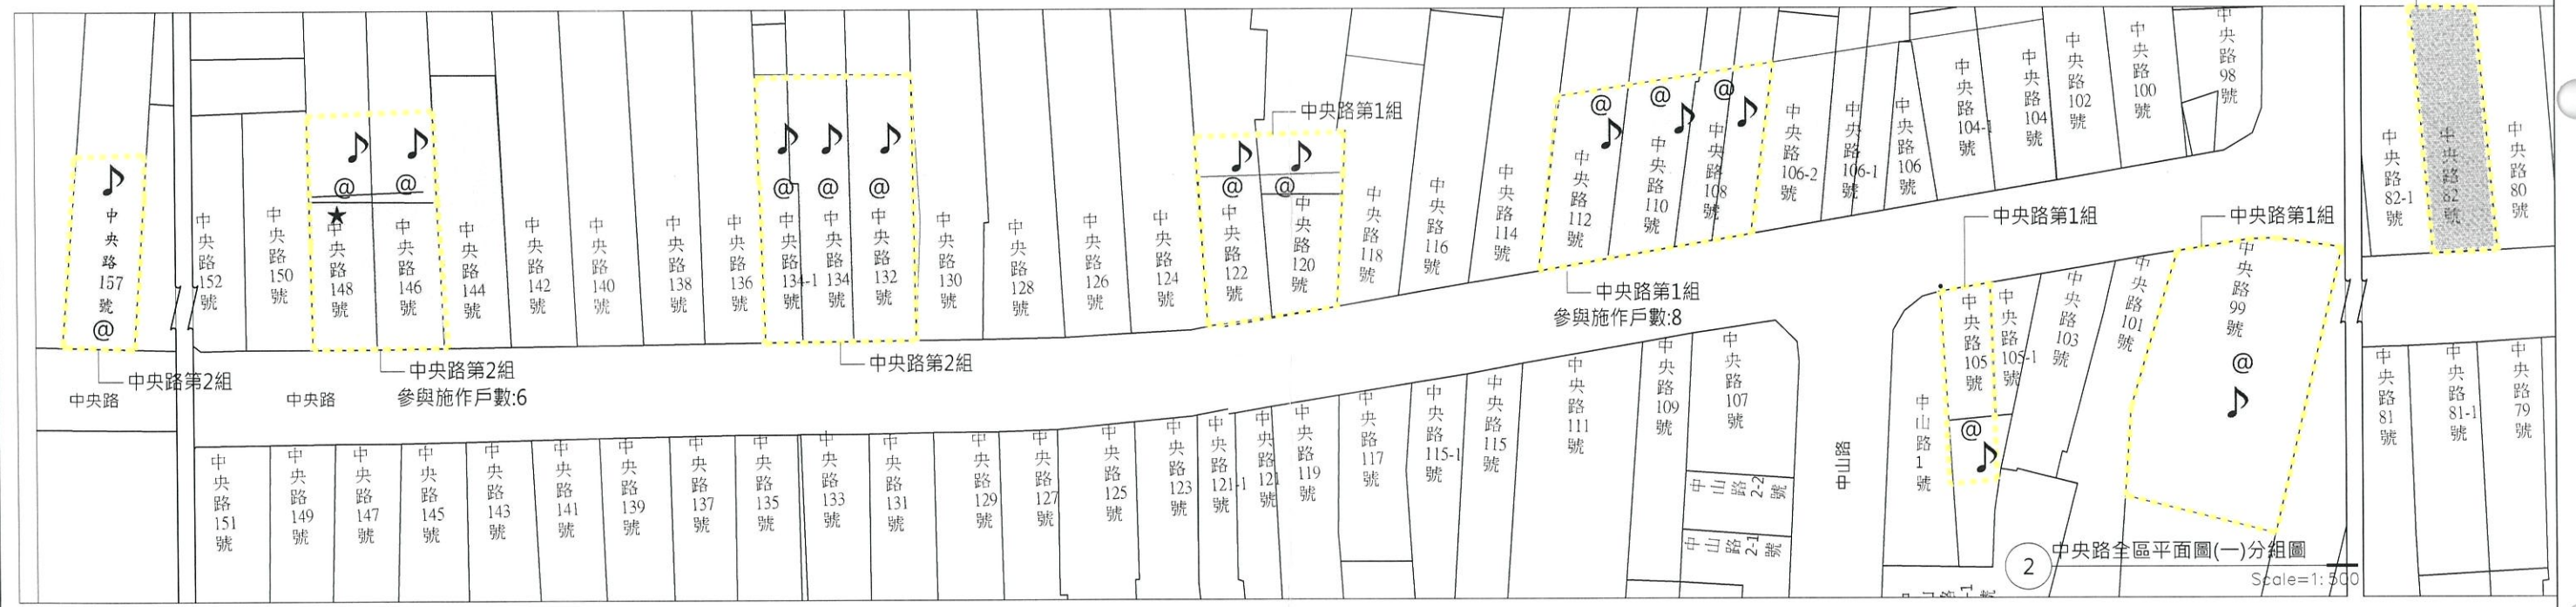 中央路157號
@
中央路152號
中央路150號
@
★
中央路148號
@
中央路146號
中央路144號
中央路142號
中央路140號
中央路138號
中央路136號
@
中央路134-1號
@
中央路134號
@
中央路132號
中央路130號
中央路128號
中央路126號
中央路124號
中央路第1組
@
中央路122號
@
中央路120號
中央路118號
中央路116號
中央路114號
@
中央路112號
@
中央路110號
@
中央路108號
中央路106-2號
中央路106-1號
中央路106號
中央路104-1號
中央路104號
中央路102號
中央路100號
中央路98號
中央路82-1號
中央路82號
中央路80號
中央路第2組
中央路
中央路第2組
參與施作戶數:6
中央路
中央路第2組
中央路第1組
參與施作戶數:8
中央路第1組
中央路第1組
中央路151號
中央路149號
中央路147號
中央路145號
中央路143號
中央路141號
中央路139號
中央路137號
中央路135號
中央路133號
中央路131號
中央路129號
中央路127號
中央路125號
中央路123號
中央路121-1號
中央路121號
中央路119號
中央路117號
中央路115-1號
中央路115號
中央路111號
中央路109號
中央路107號
中山路2-2號
中山路2-1號
中山路
中山路1號
中央路105號
@
中央路105-1號
中央路103號
中央路101號
中央路99號
@
中央路81號
中央路81-1號
中央路79號
2
中央路全區平面圖(一)分組圖
Scale=1:500